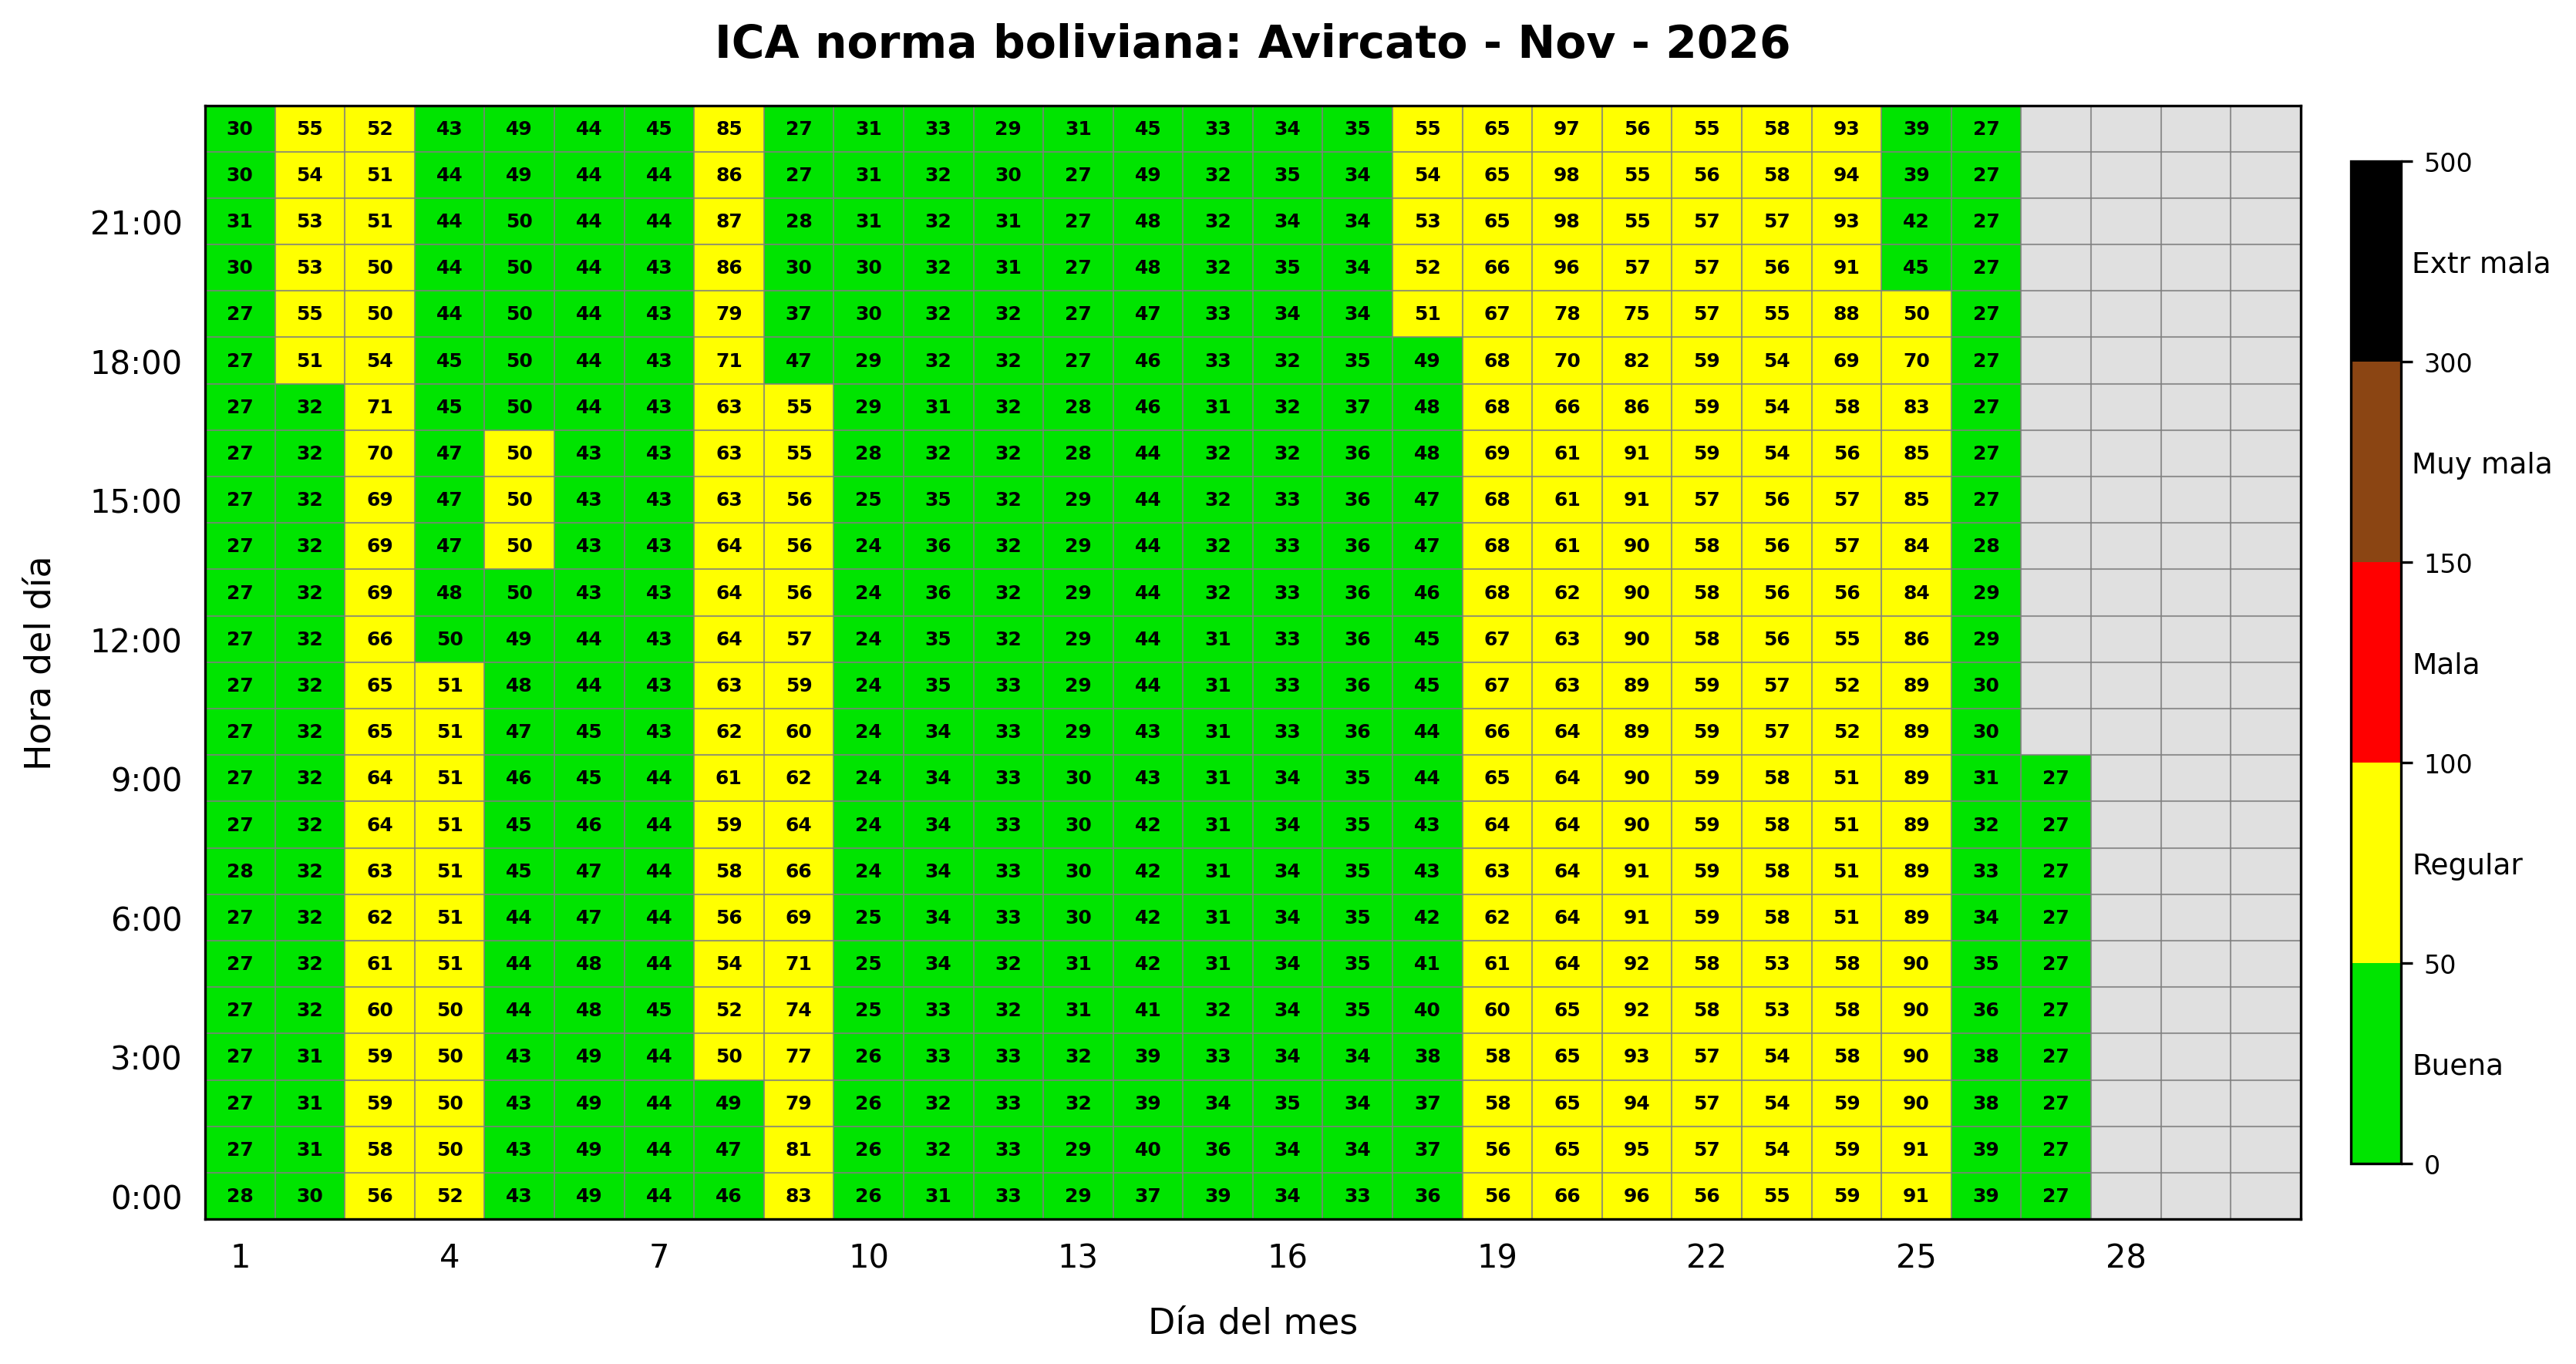 ICA norma boliviana: Avircato - Nov - 2026
30 55 52 43 49 44 45 85 27 31 33 29 31 45 33 34 35 55 65 97 56 55 58 93 39 27
30 54 51 44 49 44 44 86 27 31 32 30 27 49 32 35 34 54 65 98 55 56 58 94 39 27
21:00 31 53 51 44 50 44 44 87 28 31 32 31 27 48 32 34 34 53 65 98 55 57 57 93 42 27
30 53 50 44 50 44 43 86 30 30 32 31 27 48 32 35 34 52 66 96 57 57 56 91 45 27
27 55 50 44 50 44 43 79 37 30 32 32 27 47 33 34 34 51 67 78 75 57 55 88 50 27
18:00 27 51 54 45 50 44 43 71 47 29 32 32 27 46 33 32 35 49 68 70 82 59 54 69 70 27
27 32 71 45 50 44 43 63 55 29 31 32 28 46 31 32 37 48 68 66 86 59 54 58 83 27
27 32 70 47 50 43 43 63 55 28 32 32 28 44 32 32 36 48 69 61 91 59 54 56 85 27
15:00 27 32 69 47 50 43 43 63 56 25 35 32 29 44 32 33 36 47 68 61 91 57 56 57 85 27
27 32 69 47 50 43 43 64 56 24 36 32 29 44 32 33 36 47 68 61 90 58 56 57 84 28
27 32 69 48 50 43 43 64 56 24 36 32 29 44 32 33 36 46 68 62 90 58 56 56 84 29
12:00 27 32 66 50 49 44 43 64 57 24 35 32 29 44 31 33 36 45 67 63 90 58 56 55 86 29
27 32 65 51 48 44 43 63 59 24 35 33 29 44 31 33 36 45 67 63 89 59 57 52 89 30
27 32 65 51 47 45 43 62 60 24 34 33 29 43 31 33 36 44 66 64 89 59 57 52 89 30
9:00 27 32 64 51 46 45 44 61 62 24 34 33 30 43 31 34 35 44 65 64 90 59 58 51 89 31 27
27 32 64 51 45 46 44 59 64 24 34 33 30 42 31 34 35 43 64 64 90 59 58 51 89 32 27
28 32 63 51 45 47 44 58 66 24 34 33 30 42 31 34 35 43 63 64 91 59 58 51 89 33 27
6:00 27 32 62 51 44 47 44 56 69 25 34 33 30 42 31 34 35 42 62 64 91 59 58 51 89 34 27
27 32 61 51 44 48 44 54 71 25 34 32 31 42 31 34 35 41 61 64 92 58 53 58 90 35 27
27 32 60 50 44 48 45 52 74 25 33 32 31 41 32 34 35 40 60 65 92 58 53 58 90 36 27
3:00 27 31 59 50 43 49 44 50 77 26 33 33 32 39 33 34 34 38 58 65 93 57 54 58 90 38 27
27 31 59 50 43 49 44 49 79 26 32 33 32 39 34 35 34 37 58 65 94 57 54 59 90 38 27
27 31 58 50 43 49 44 47 81 26 32 33 29 40 36 34 34 37 56 65 95 57 54 59 91 39 27
0:00 28 30 56 52 43 49 44 46 83 26 31 33 29 37 39 34 33 36 56 66 96 56 55 59 91 39 27
1 4 7 10 13 16 19 22 25 28
Día del mes
Hora del día
500
Extr mala
300
Muy mala
150
Mala
100
Regular
50
Buena
0